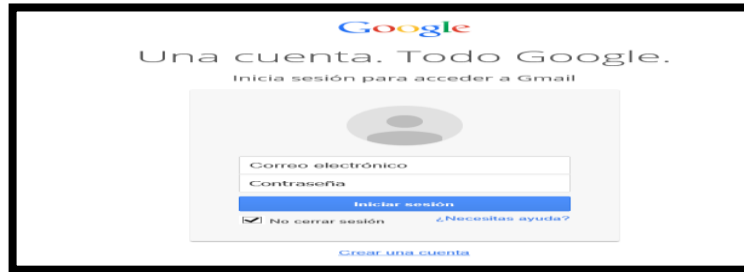 Google
Una cuenta. Todo Google.
Inicia sesión para acceder a Gmail
Correo electrónico
Contraseña
Iniciar sesión
No cerrar sesión ¿Necesitas ayuda?
Crear una cuenta